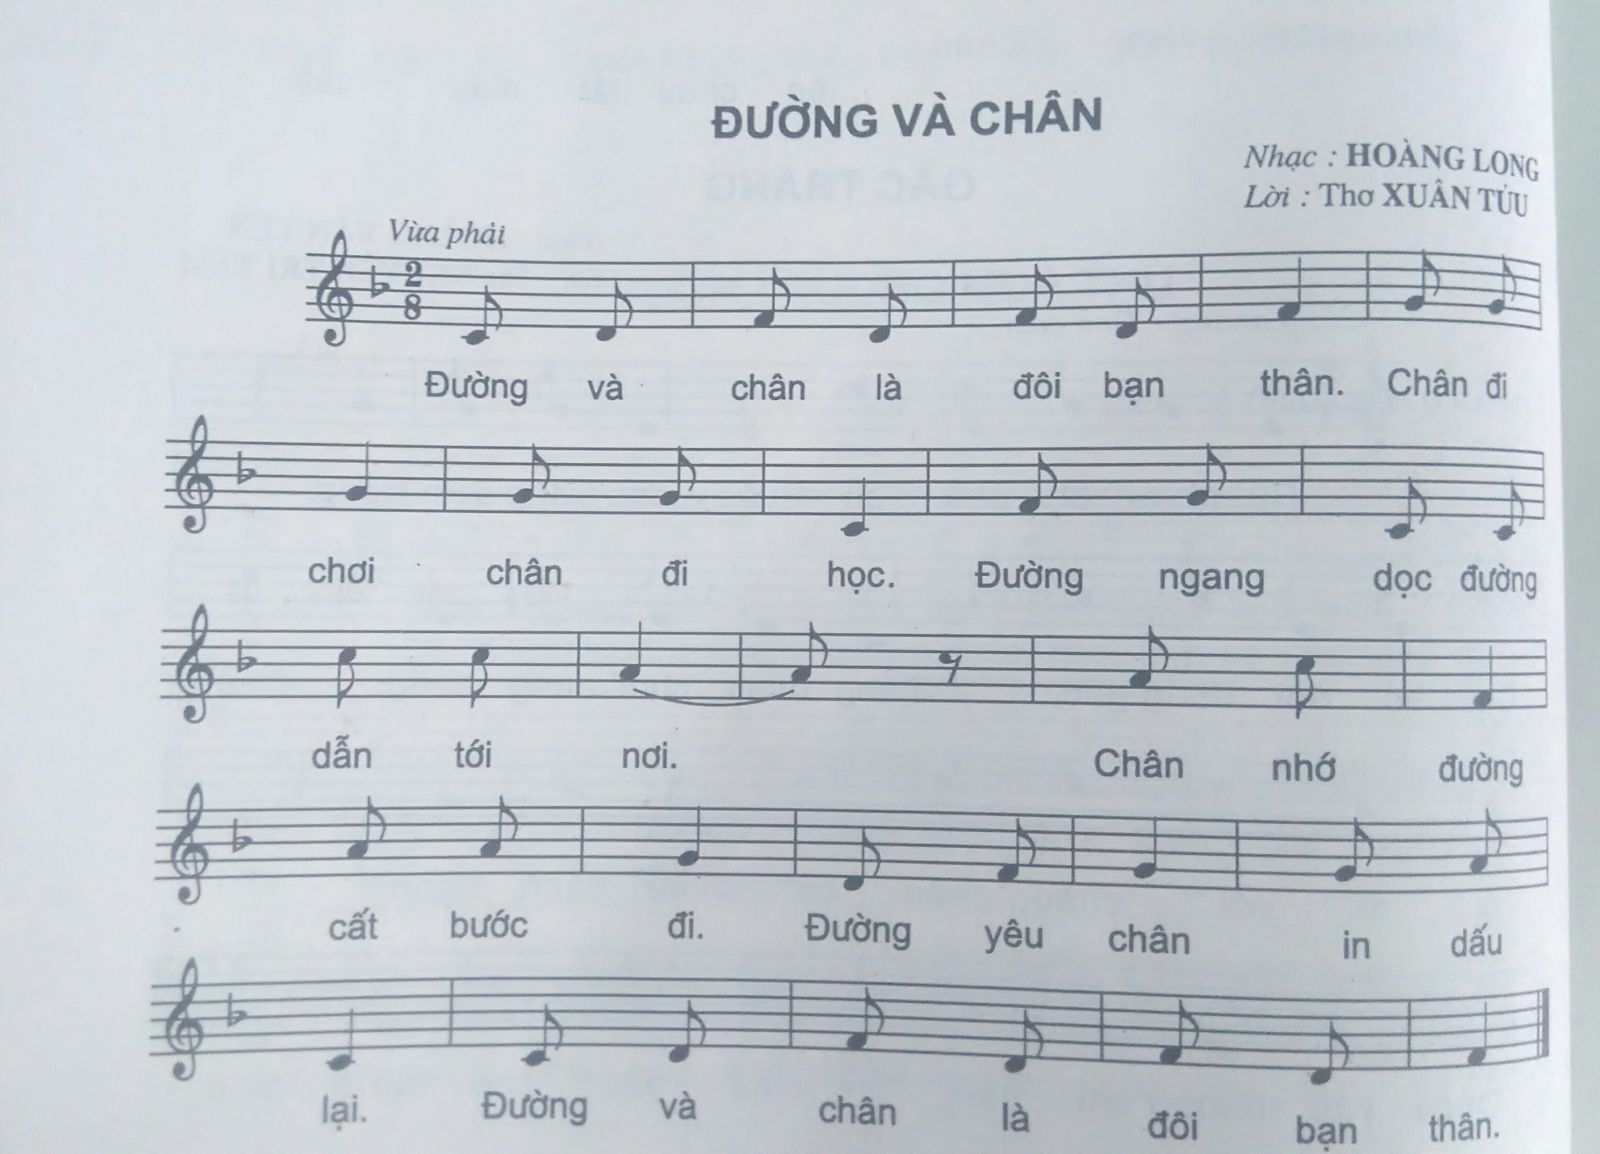 ĐƯỜNG VÀ CHÂN
Nhạc : HOÀNG LONG
Lời : Thơ XUÂN TỬU
Vừa phải
2
8
Đường và chân là đôi bạn thân. Chân đi
chơi chân đi học. Đường ngang dọc đường
dẫn tới nơi. Chân nhớ đường
cất bước đi. Đường yêu chân in dấu
lại. Đường và chân là đôi bạn thân.